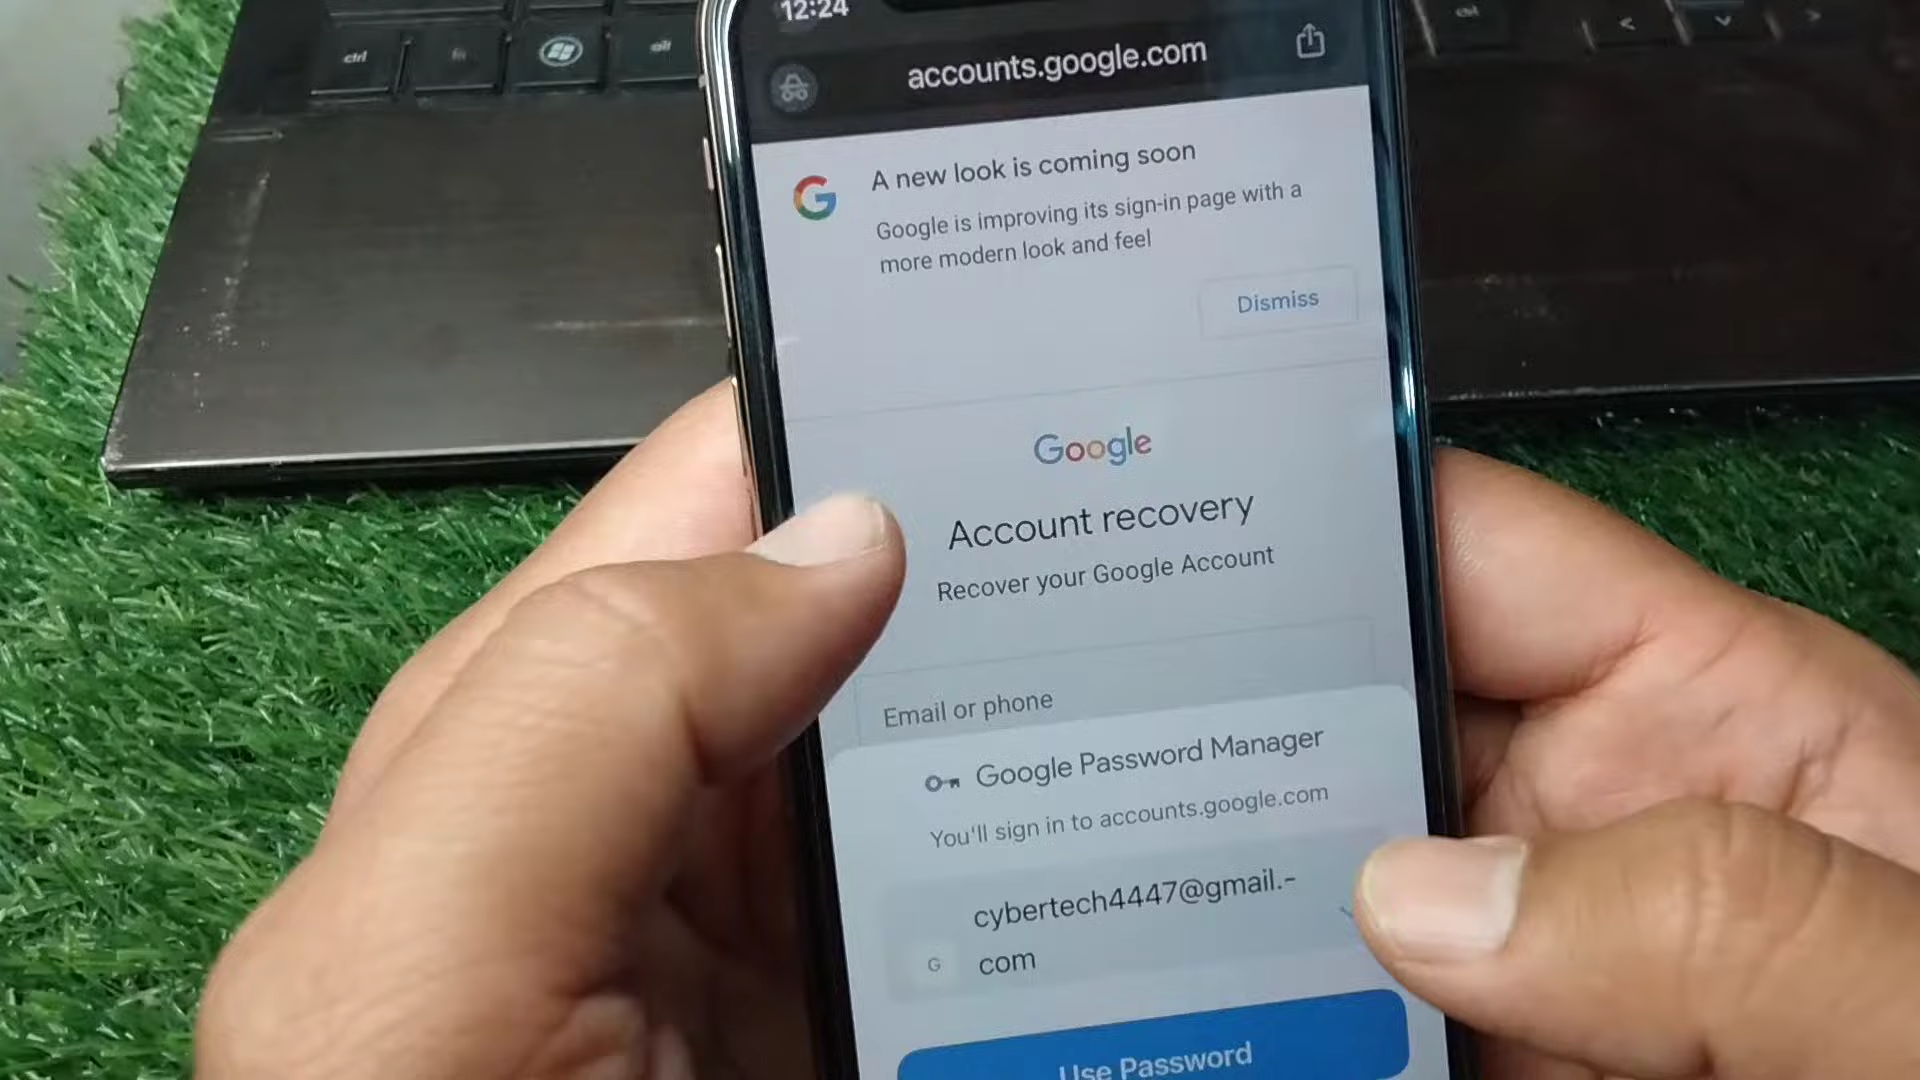 12:24
ctrl
fn
alt
ctrl
accounts.google.com
A new look is coming soon
Google is improving its sign-in page with a
more modern look and feel
Dismiss
Google
Account recovery
Recover your Google Account
Email or phone
Google Password Manager
You'll sign in to accounts.google.com
cybertech4447@gmail.-
G
com
Use Password